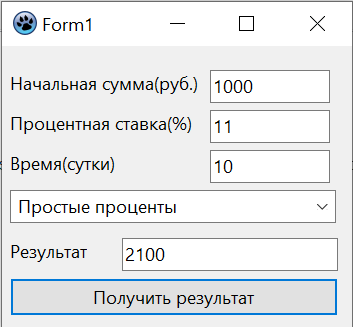 Form1
Начальная сумма(руб.) 1000
Процентная ставка(%) 11
Время(сутки) 10
Простые проценты
Результат 2100
Получить результат